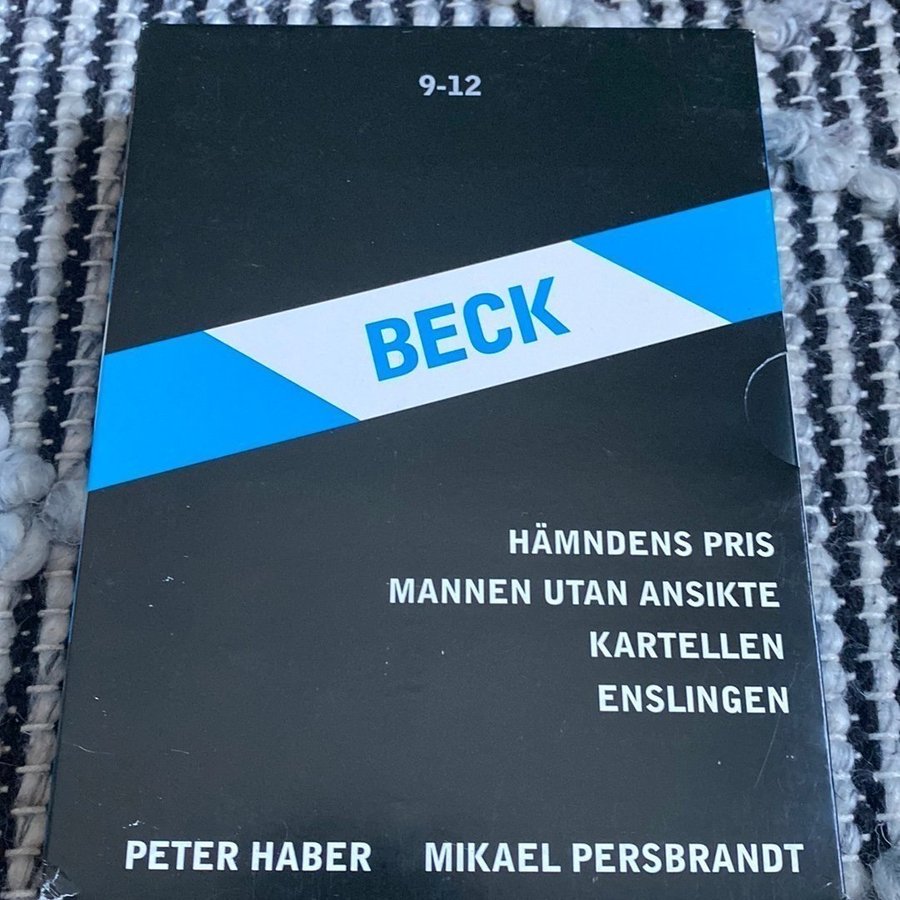 9-12
BECK
HÄMNDENS PRIS
MANNEN UTAN ANSIKTE
KARTELLEN
ENSLINGEN
PETER HABER MIKAEL PERSBRANDT